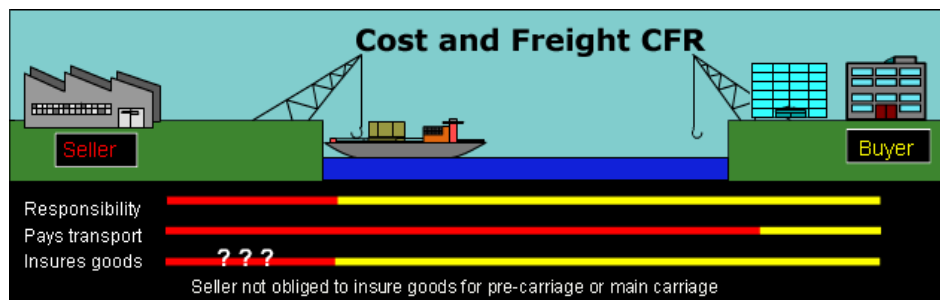 Cost and Freight CFR
Seller
Buyer
Responsibility
Pays transport
Insures goods
? ? ?
Seller not obliged to insure goods for pre-carriage or main carriage